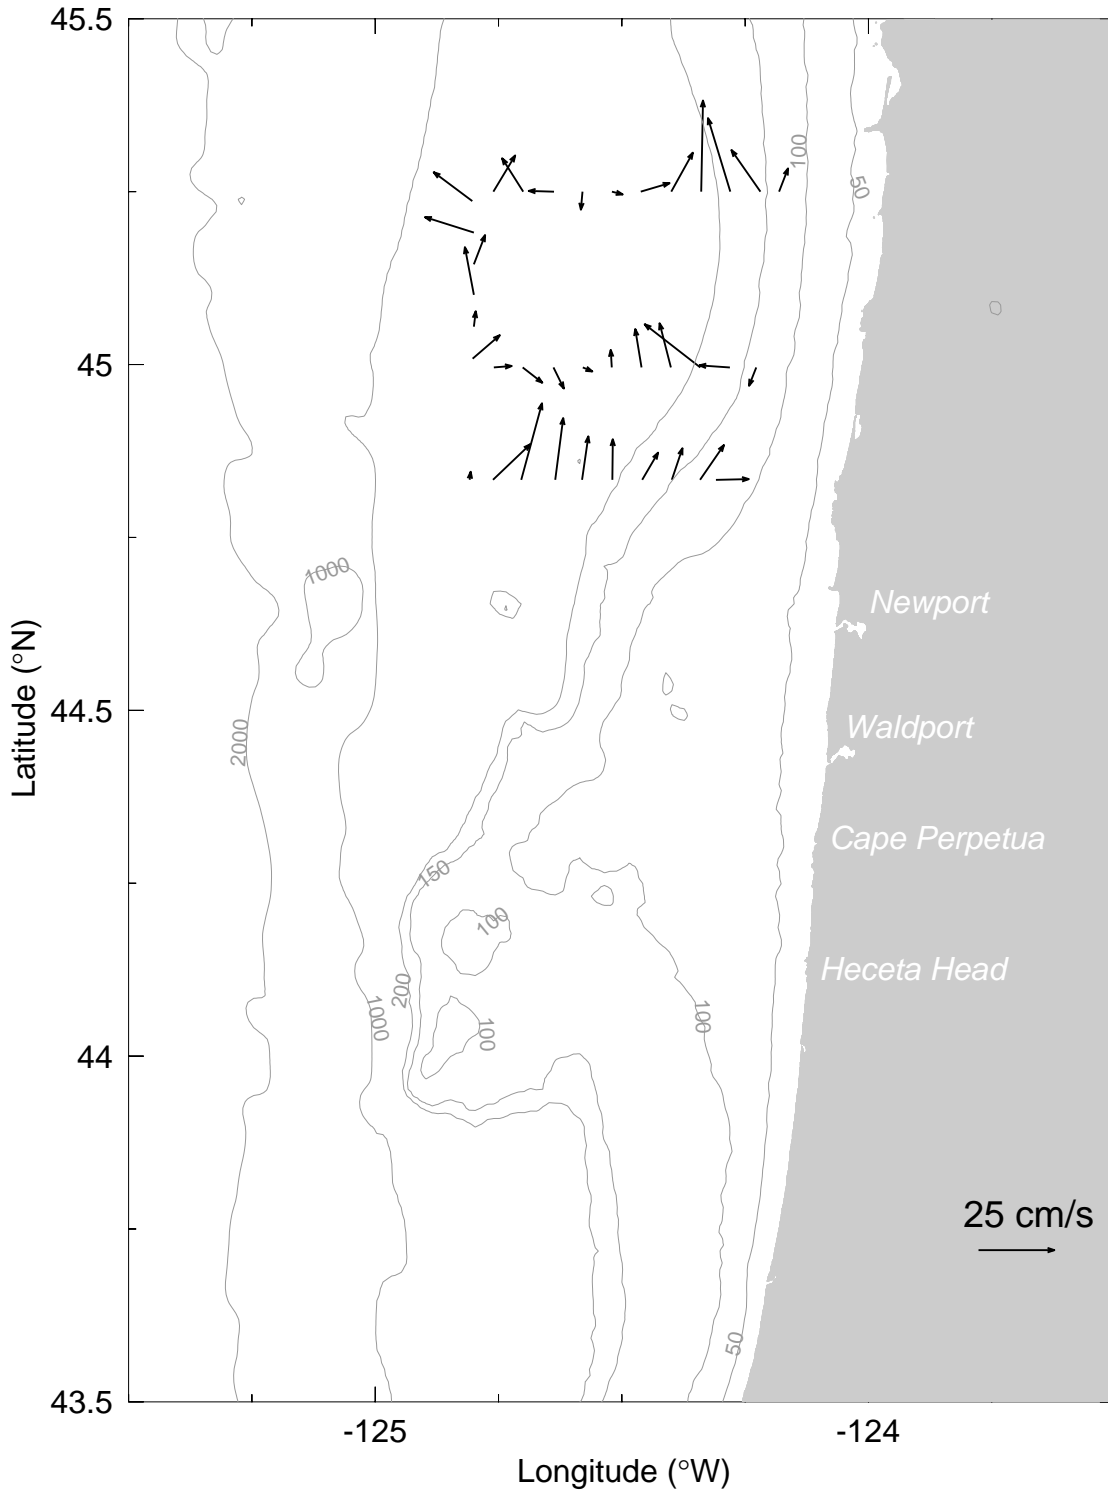 45.5
100
50
45
1000
Newport
Latitude (°N)
44.5
2000
Waldport
Cape Perpetua
150
100
Heceta Head
200
1000
100
100
44
25 cm/s
50
43.5
-125
-124
Longitude (°W)